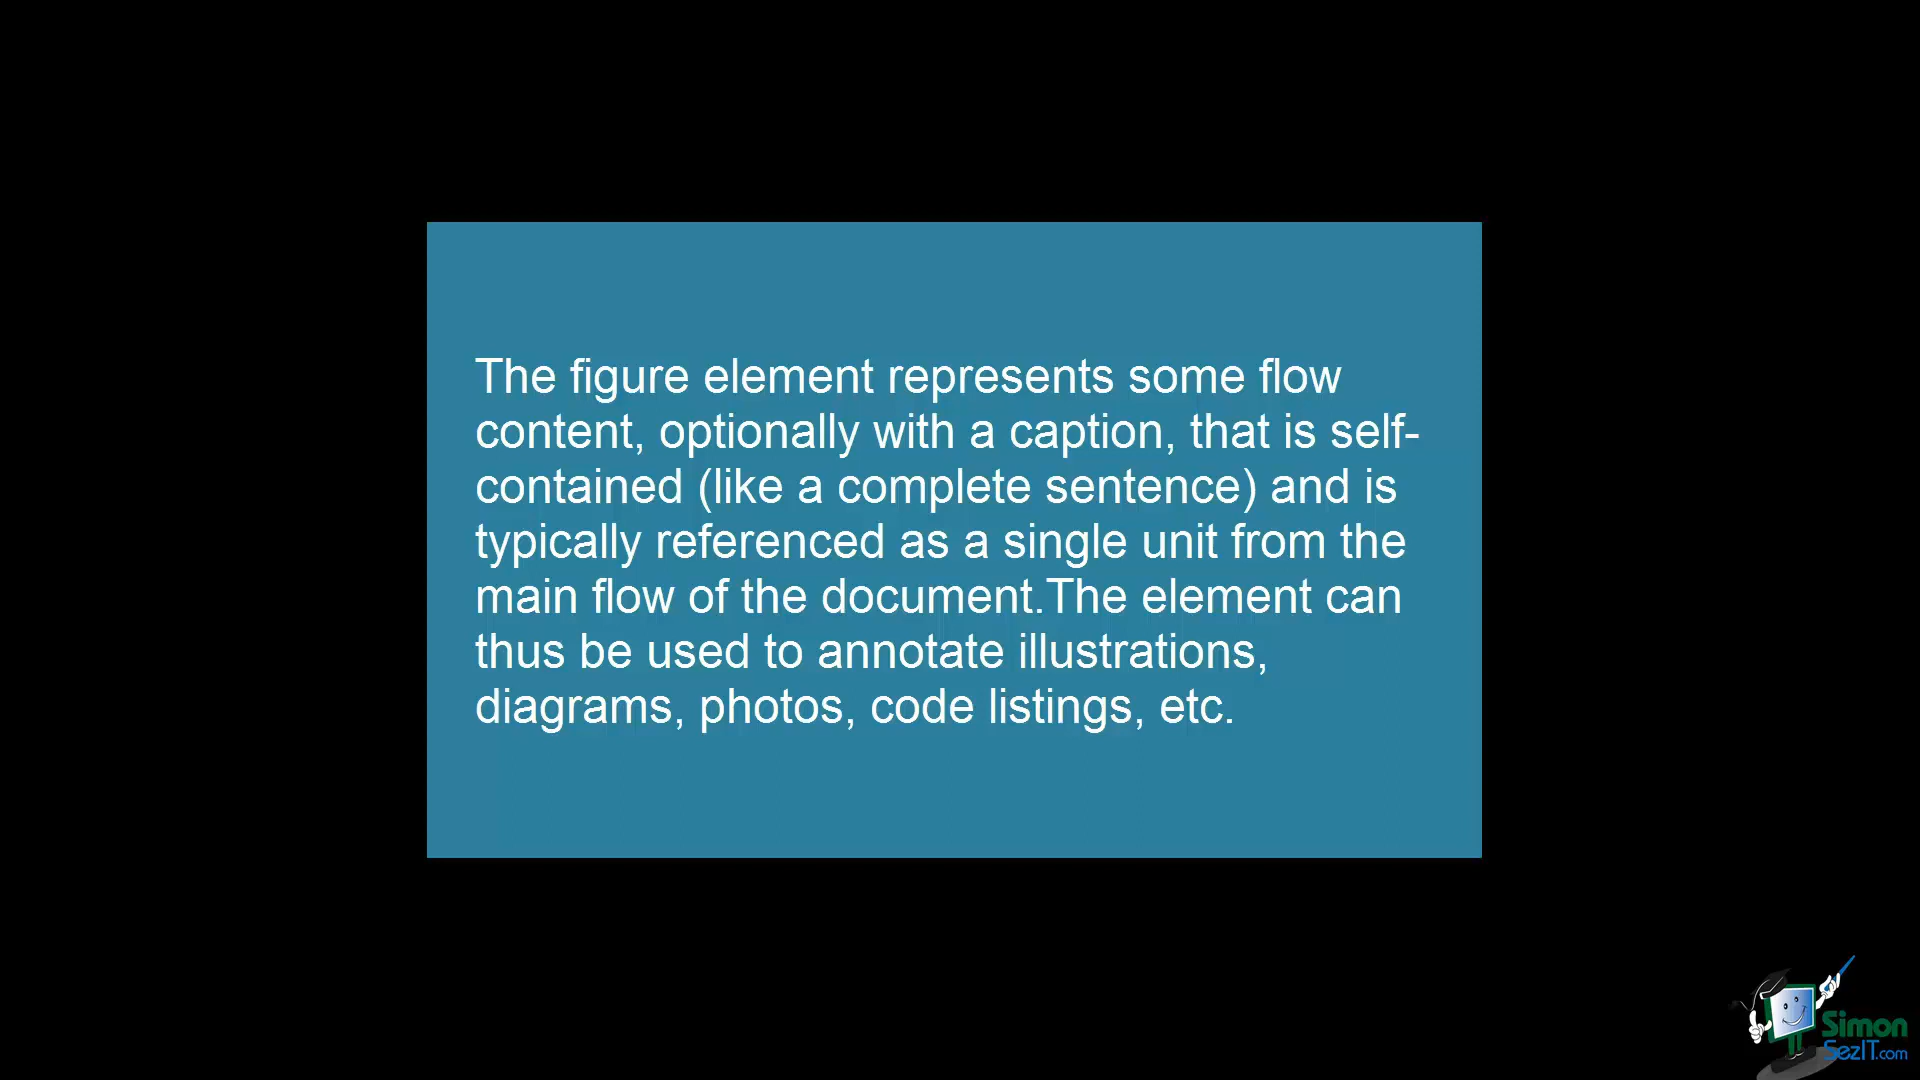 The figure element represents some flow
content, optionally with a caption, that is self-
contained (like a complete sentence) and is
typically referenced as a single unit from the
main flow of the document.The element can
thus be used to annotate illustrations,
diagrams, photos, code listings, etc.
Simon
SezIT.com